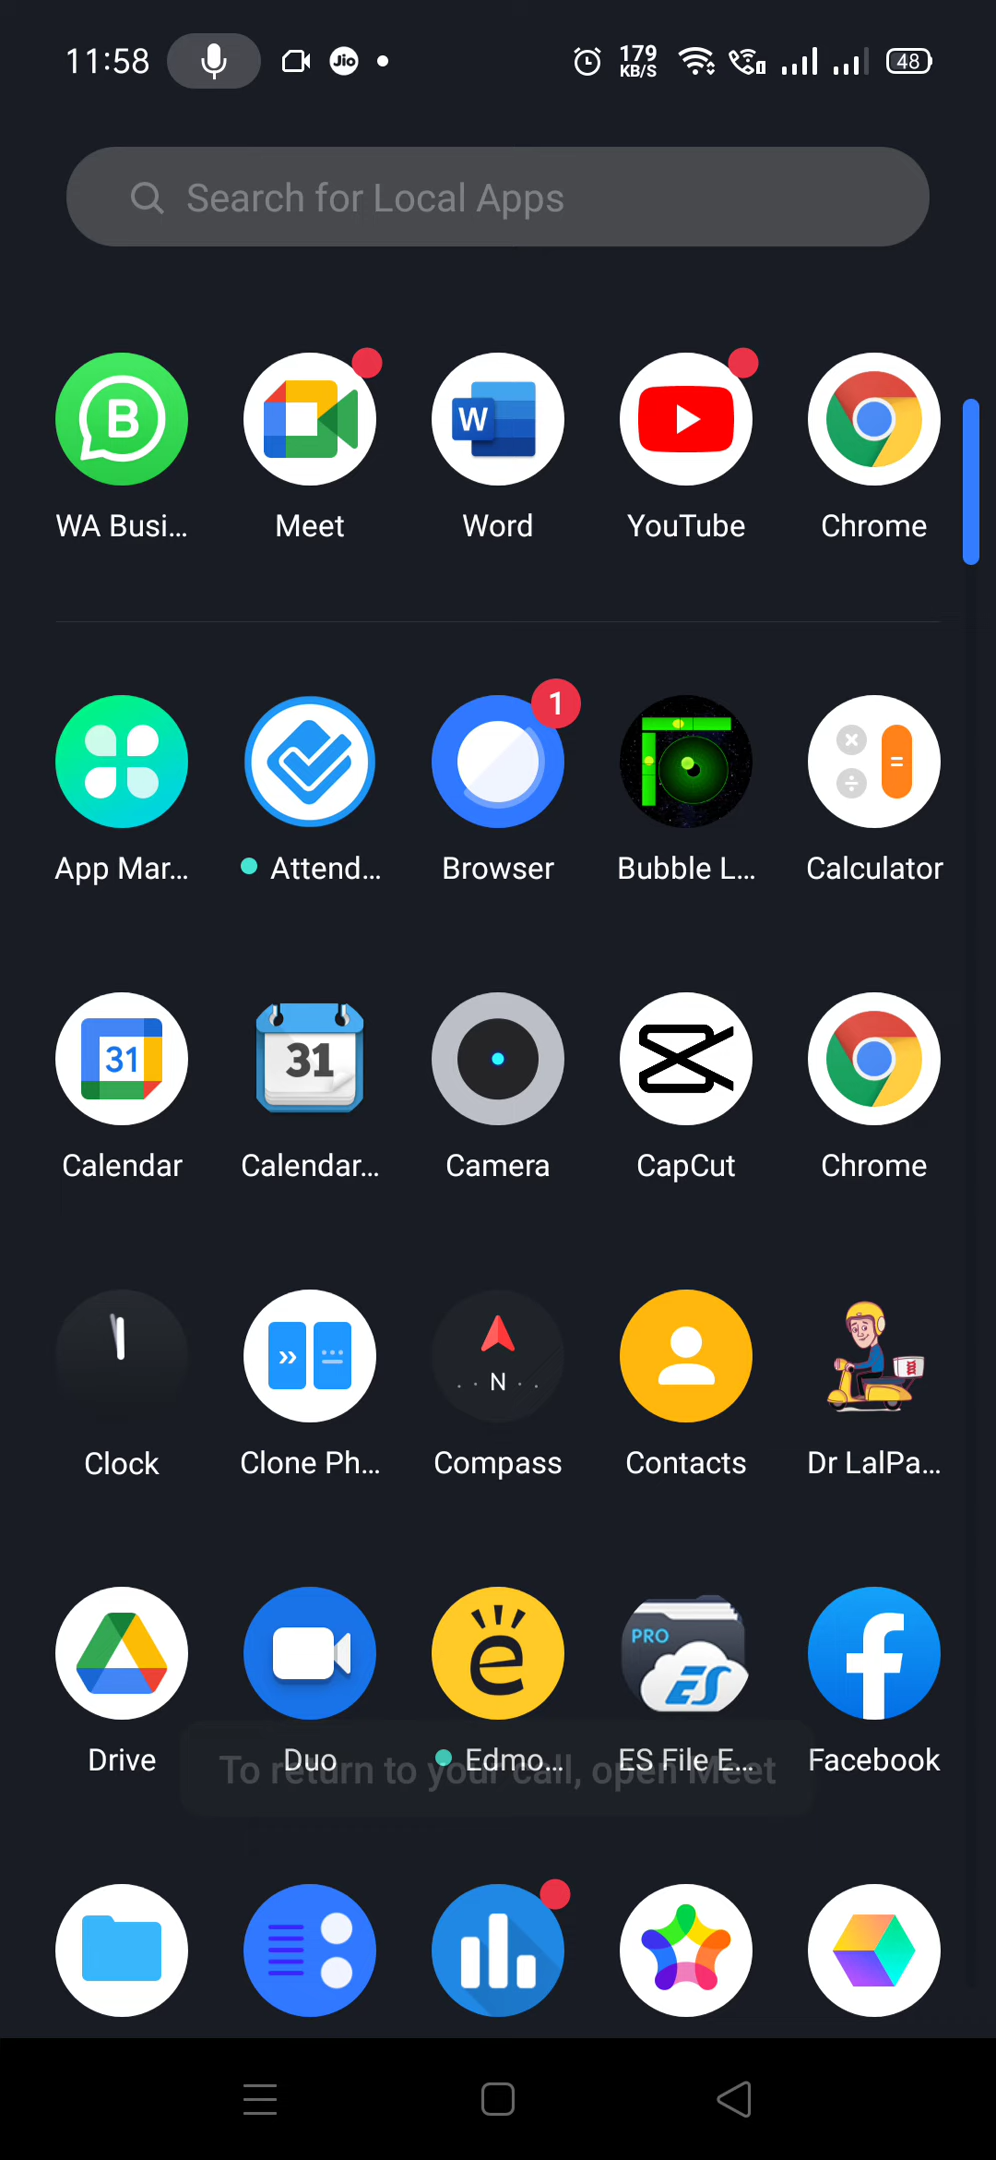 11:58 Jio 179 KB/S 48
Search for Local Apps
B W
WA Busi... Meet Word YouTube Chrome
1
App Mar... Attend... Browser Bubble L... Calculator
31 31
Calendar Calendar... Camera CapCut Chrome
N
Clock Clone Ph... Compass Contacts Dr LalPa...
e PRO ES f
Drive Duo Edmo... ES File E... Facebook
To return to your call, open Meet